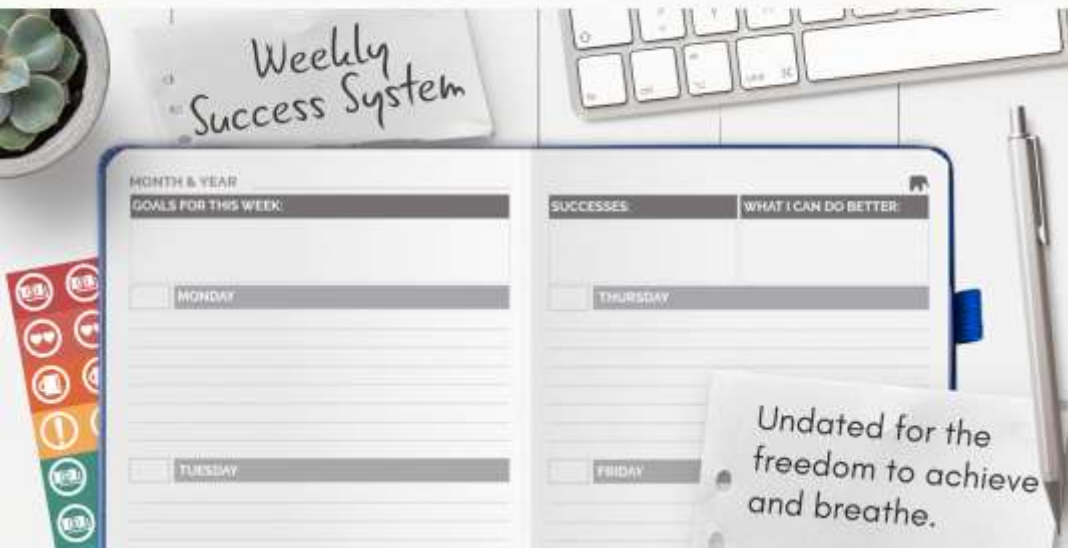 Weekly
Success System
MONTH & YEAR
GOALS FOR THIS WEEK:
MONDAY
TUESDAY
SUCCESSES:
WHAT I CAN DO BETTER:
THURSDAY
FRIDAY
Undated for the
freedom to achieve
and breathe.